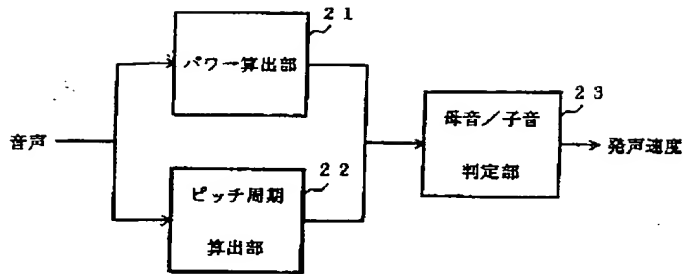 21
パワー算出部
音声
22
ピッチ周期
算出部
23
母音／子音
判定部
発声速度